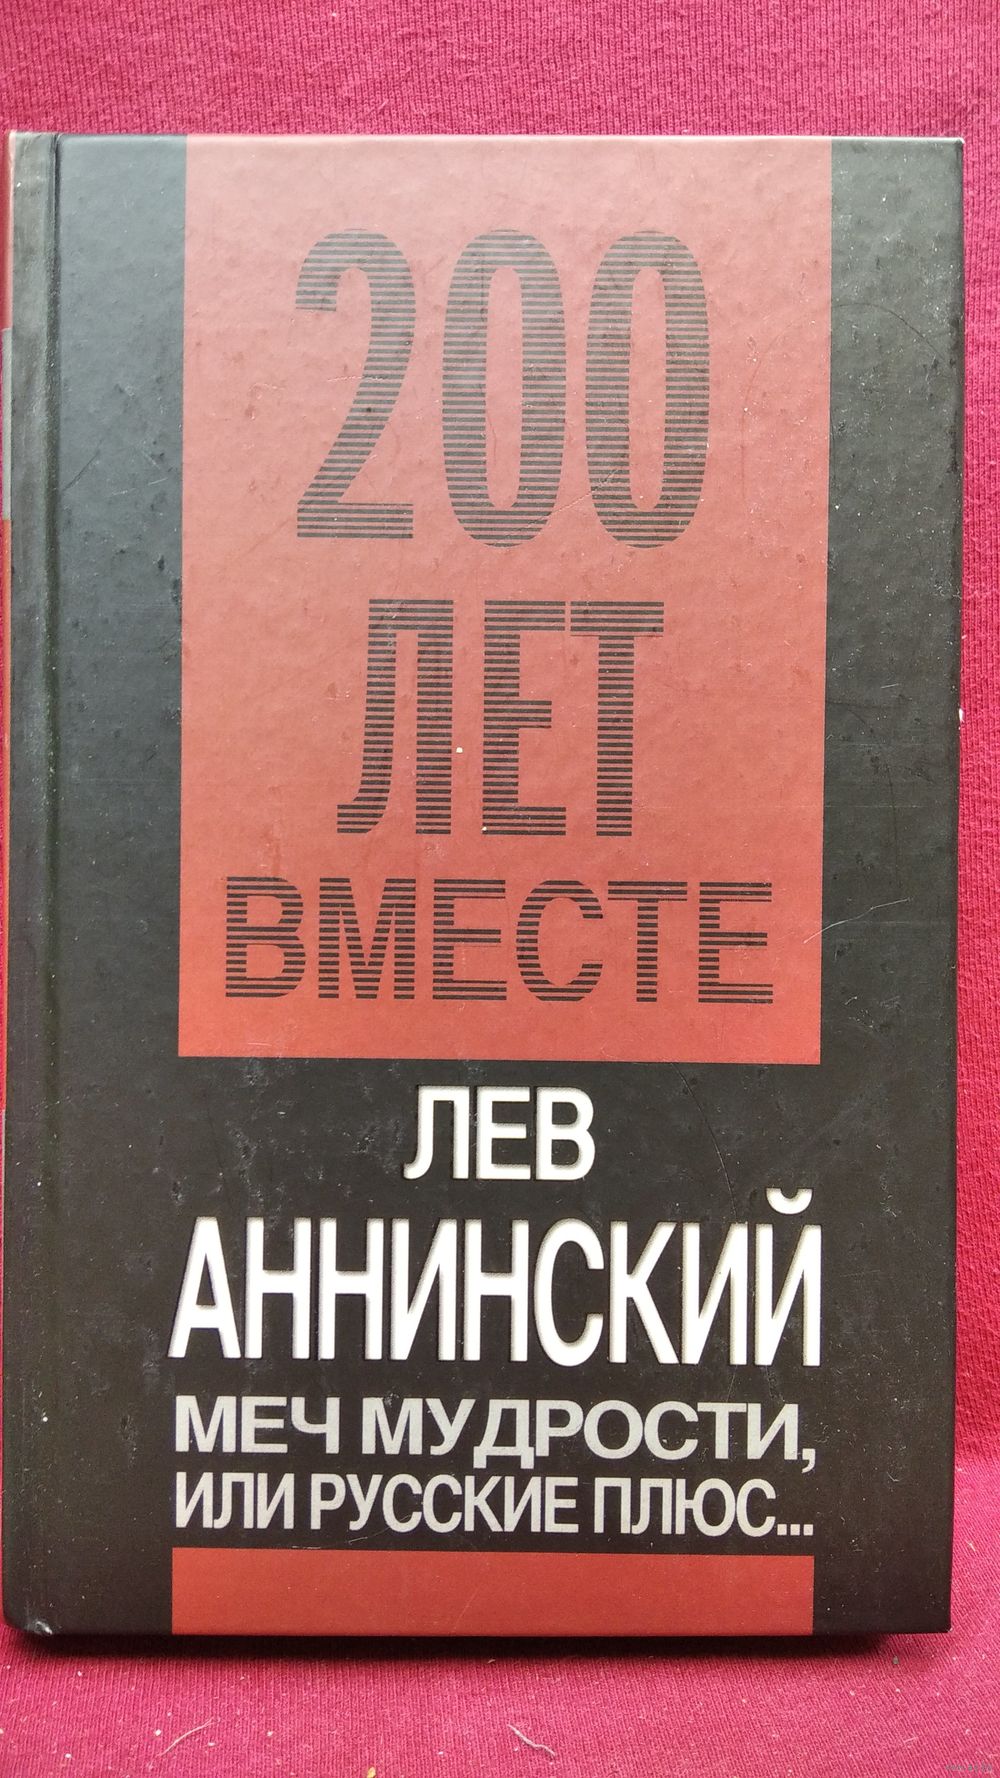 200
ЛЕТ
ВМЕСТЕ
ЛЕВ
АННИНСКИЙ
МЕЧ МУДРОСТИ,
ИЛИ РУССКИЕ ПЛЮС...